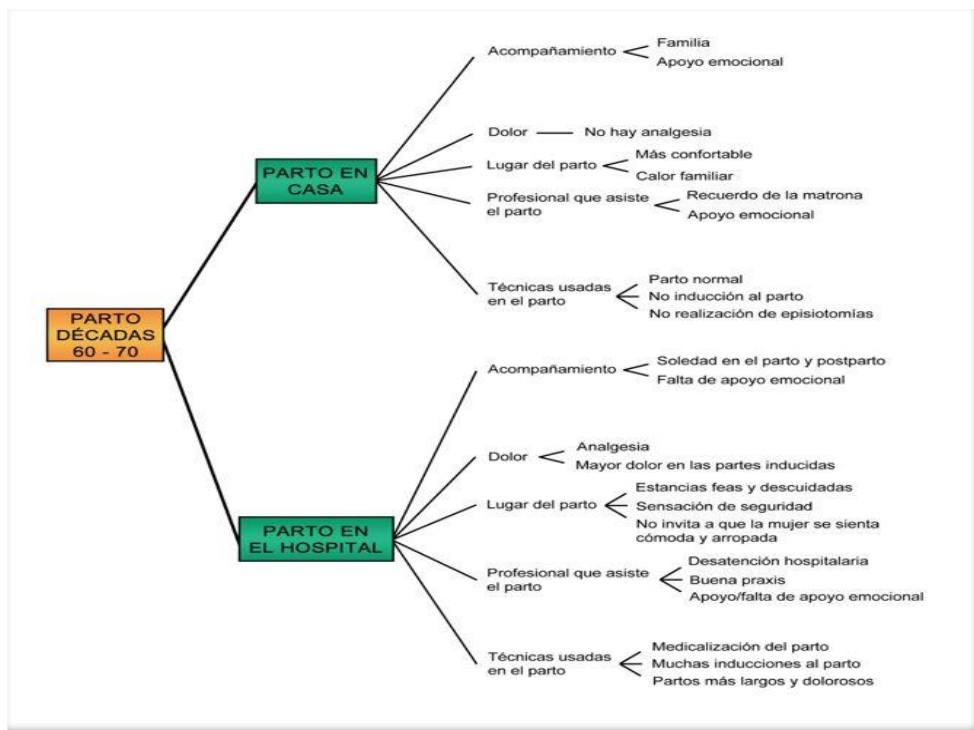 PARTO
DÉCADAS
60 - 70
PARTO EN
CASA
Acompañamiento
Familia
Apoyo emocional
Dolor
No hay analgesia
Lugar del parto
Más confortable
Calor familiar
Profesional que asiste
el parto
Recuerdo de la matrona
Apoyo emocional
Técnicas usadas
en el parto
Parto normal
No inducción al parto
No realización de episiotomías
PARTO EN
EL HOSPITAL
Acompañamiento
Soledad en el parto y postparto
Falta de apoyo emocional
Dolor
Analgesia
Mayor dolor en las partes inducidas
Lugar del parto
Estancias feas y descuidadas
Sensación de seguridad
No invita a que la mujer se sienta
cómoda y arropada
Profesional que asiste
el parto
Desatención hospitalaria
Buena praxis
Apoyo/falta de apoyo emocional
Técnicas usadas
en el parto
Medicalización del parto
Muchas inducciones al parto
Partos más largos y dolorosos